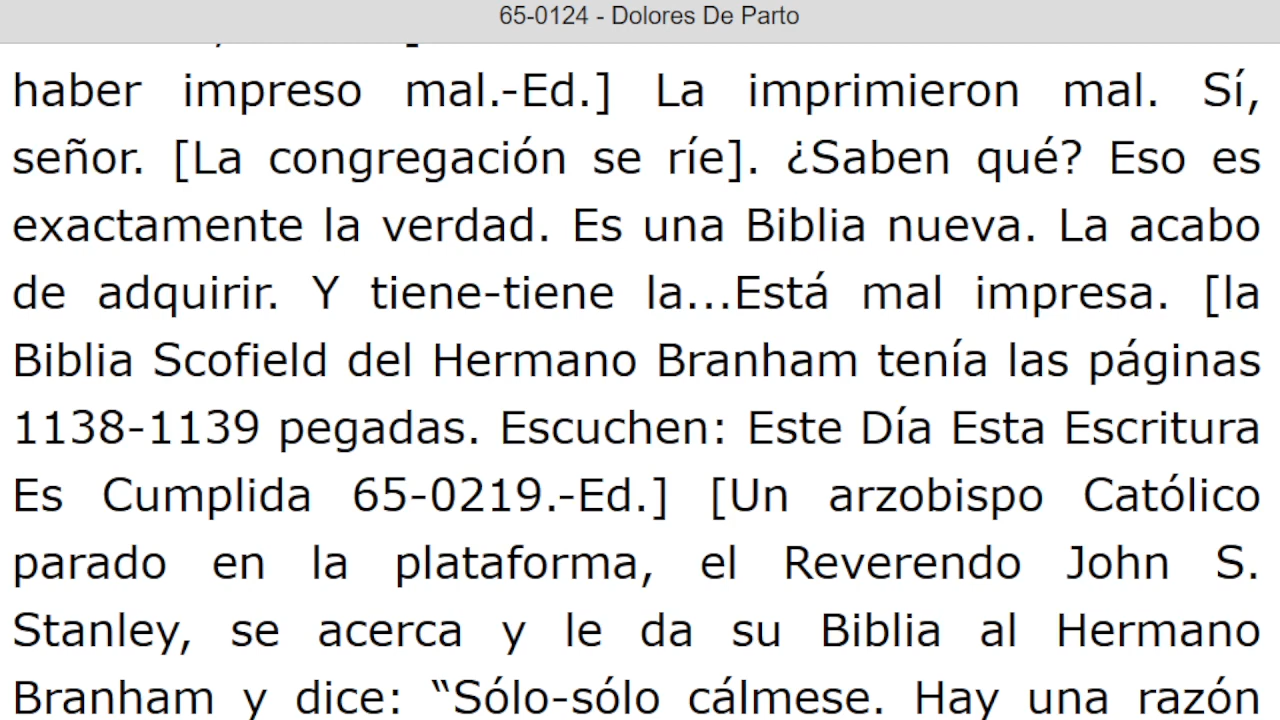 65-0124 - Dolores De Parto
haber impreso mal.-Ed.] La imprimieron mal. Sí,
señor. [La congregación se ríe]. ¿Saben qué? Eso es
exactamente la verdad. Es una Biblia nueva. La acabo
de adquirir. Y tiene-tiene la...Está mal impresa. [la
Biblia Scofield del Hermano Branham tenía las páginas
1138-1139 pegadas. Escuchen: Este Día Esta Escritura
Es Cumplida 65-0219.-Ed.] [Un arzobispo Católico
parado en la plataforma, el Reverendo John S.
Stanley, se acerca y le da su Biblia al Hermano
Branham y dice: “Sólo-sólo cálmese. Hay una razón